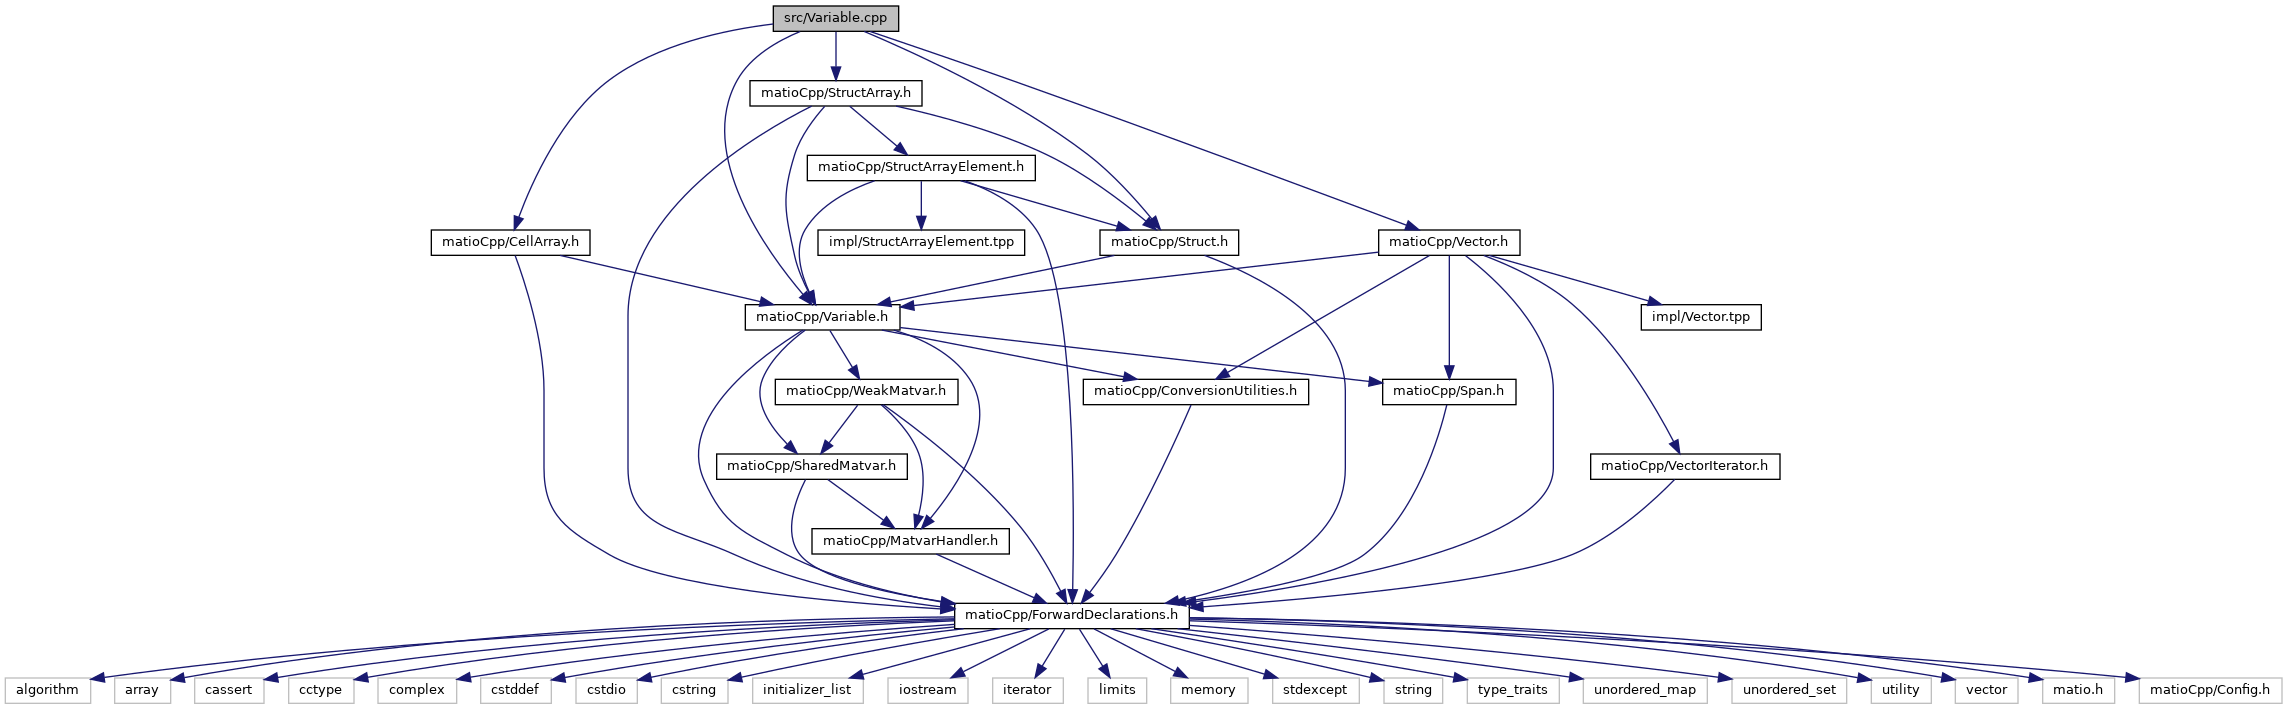 src/Variable.cpp
matioCpp/StructArray.h
matioCpp/StructArrayElement.h
matioCpp/CellArray.h
impl/StructArrayElement.tpp
matioCpp/Struct.h
matioCpp/Vector.h
matioCpp/Variable.h
impl/Vector.tpp
matioCpp/WeakMatvar.h
matioCpp/ConversionUtilities.h
matioCpp/Span.h
matioCpp/SharedMatvar.h
matioCpp/VectorIterator.h
matioCpp/MatvarHandler.h
matioCpp/ForwardDeclarations.h
algorithm
array
cassert
cctype
complex
cstddef
cstdio
cstring
initializer_list
iostream
iterator
limits
memory
stdexcept
string
type_traits
unordered_map
unordered_set
utility
vector
matio.h
matioCpp/Config.h